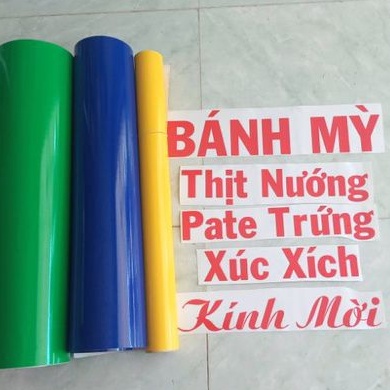 BÁNH MỲ
Thịt Nướng
Pate Trứng
Xúc Xích
Kính Mời